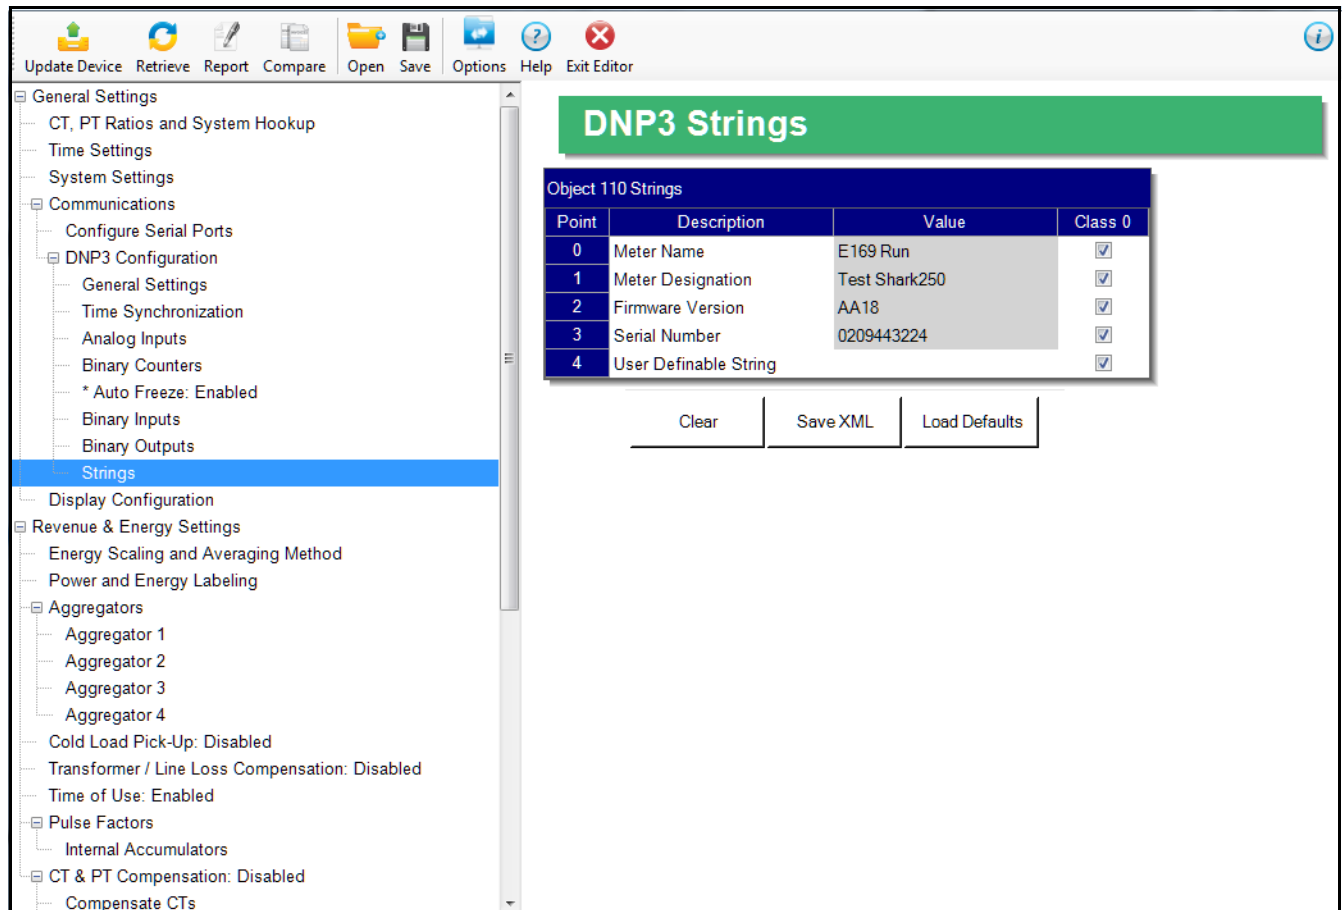 Update Device Retrieve Report Compare Open Save Options Help Exit Editor
General Settings
CT, PT Ratios and System Hookup
Time Settings
System Settings
Communications
Configure Serial Ports
DNP3 Configuration
General Settings
Time Synchronization
Analog Inputs
Binary Counters
* Auto Freeze: Enabled
Binary Inputs
Binary Outputs
Strings
Display Configuration
Revenue & Energy Settings
Energy Scaling and Averaging Method
Power and Energy Labeling
Aggregators
Aggregator 1
Aggregator 2
Aggregator 3
Aggregator 4
Cold Load Pick-Up: Disabled
Transformer / Line Loss Compensation: Disabled
Time of Use: Enabled
Pulse Factors
Internal Accumulators
CT & PT Compensation: Disabled
Compensate CTs
DNP3 Strings
Object 110 Strings
Point Description Value Class 0
0 Meter Name E169 Run
1 Meter Designation Test Shark250
2 Firmware Version AA18
3 Serial Number 0209443224
4 User Definable String
Clear Save XML Load Defaults